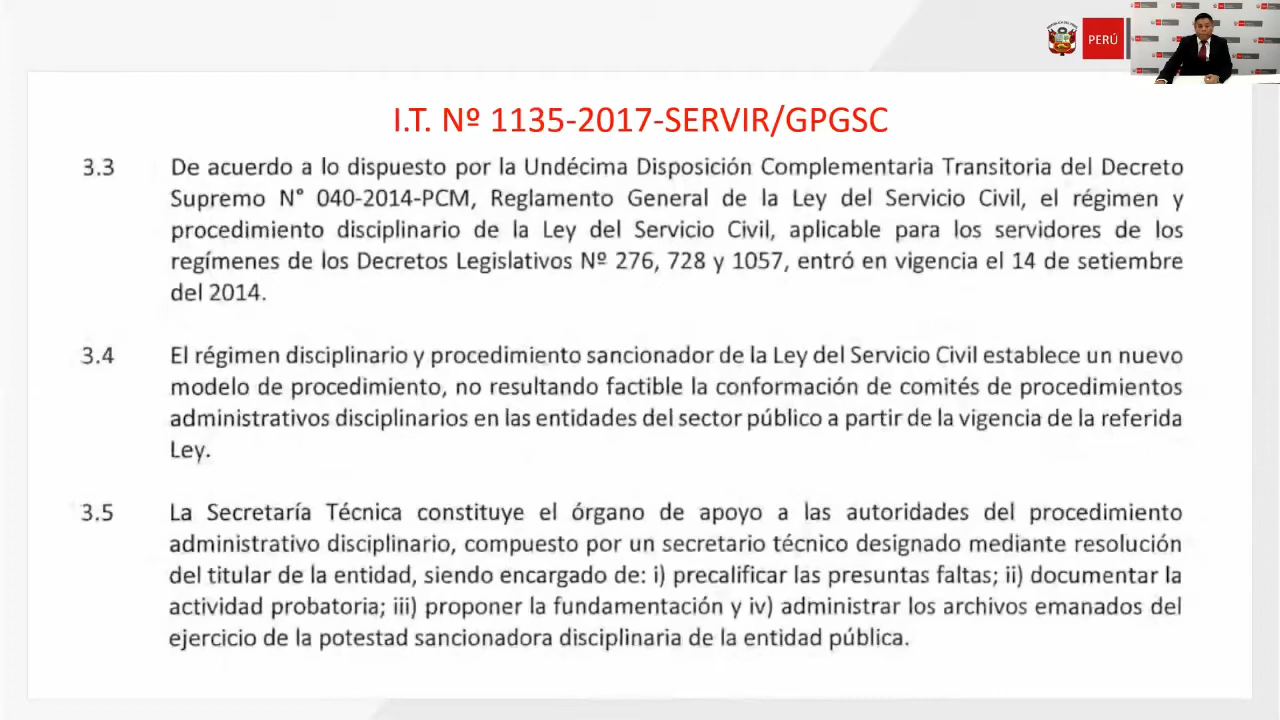 PERÚ
I.T. Nº 1135-2017-SERVIR/GPGSC
3.3 De acuerdo a lo dispuesto por la Undécima Disposición Complementaria Transitoria del Decreto
Supremo N° 040-2014-PCM, Reglamento General de la Ley del Servicio Civil, el régimen y
procedimiento disciplinario de la Ley del Servicio Civil, aplicable para los servidores de los
regímenes de los Decretos Legislativos Nº 276, 728 y 1057, entró en vigencia el 14 de setiembre
del 2014.
3.4 El régimen disciplinario y procedimiento sancionador de la Ley del Servicio Civil establece un nuevo
modelo de procedimiento, no resultando factible la conformación de comités de procedimientos
administrativos disciplinarios en las entidades del sector público a partir de la vigencia de la referida
Ley.
3.5 La Secretaría Técnica constituye el órgano de apoyo a las autoridades del procedimiento
administrativo disciplinario, compuesto por un secretario técnico designado mediante resolución
del titular de la entidad, siendo encargado de: i) precalificar las presuntas faltas; ii) documentar la
actividad probatoria; iii) proponer la fundamentación y iv) administrar los archivos emanados del
ejercicio de la potestad sancionadora disciplinaria de la entidad pública.